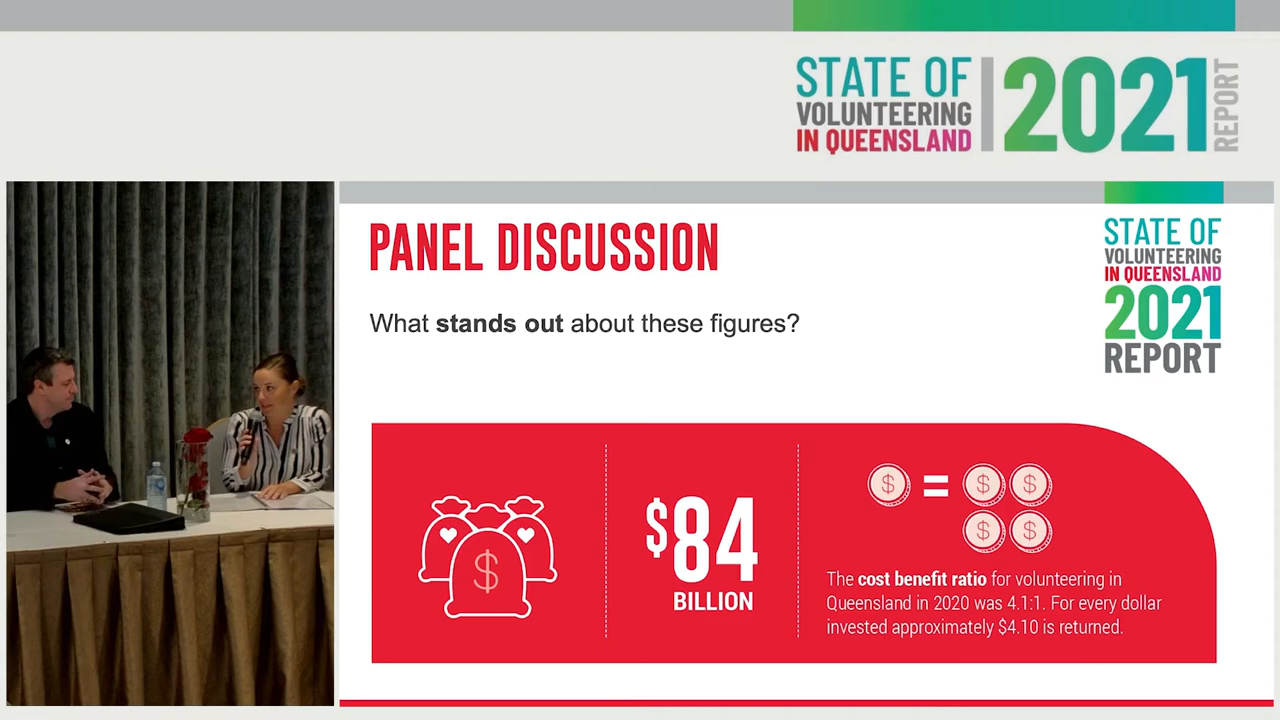 STATE OF
VOLUNTEERING
IN QUEENSLAND
2021
REPORT
PANEL DISCUSSION
What stands out about these figures?
STATE OF
VOLUNTEERING
IN QUEENSLAND
2021
REPORT
$
$84
BILLION
$ = $ $
$ $
The cost benefit ratio for volunteering in
Queensland in 2020 was 4.1:1. For every dollar
invested approximately $4.10 is returned.